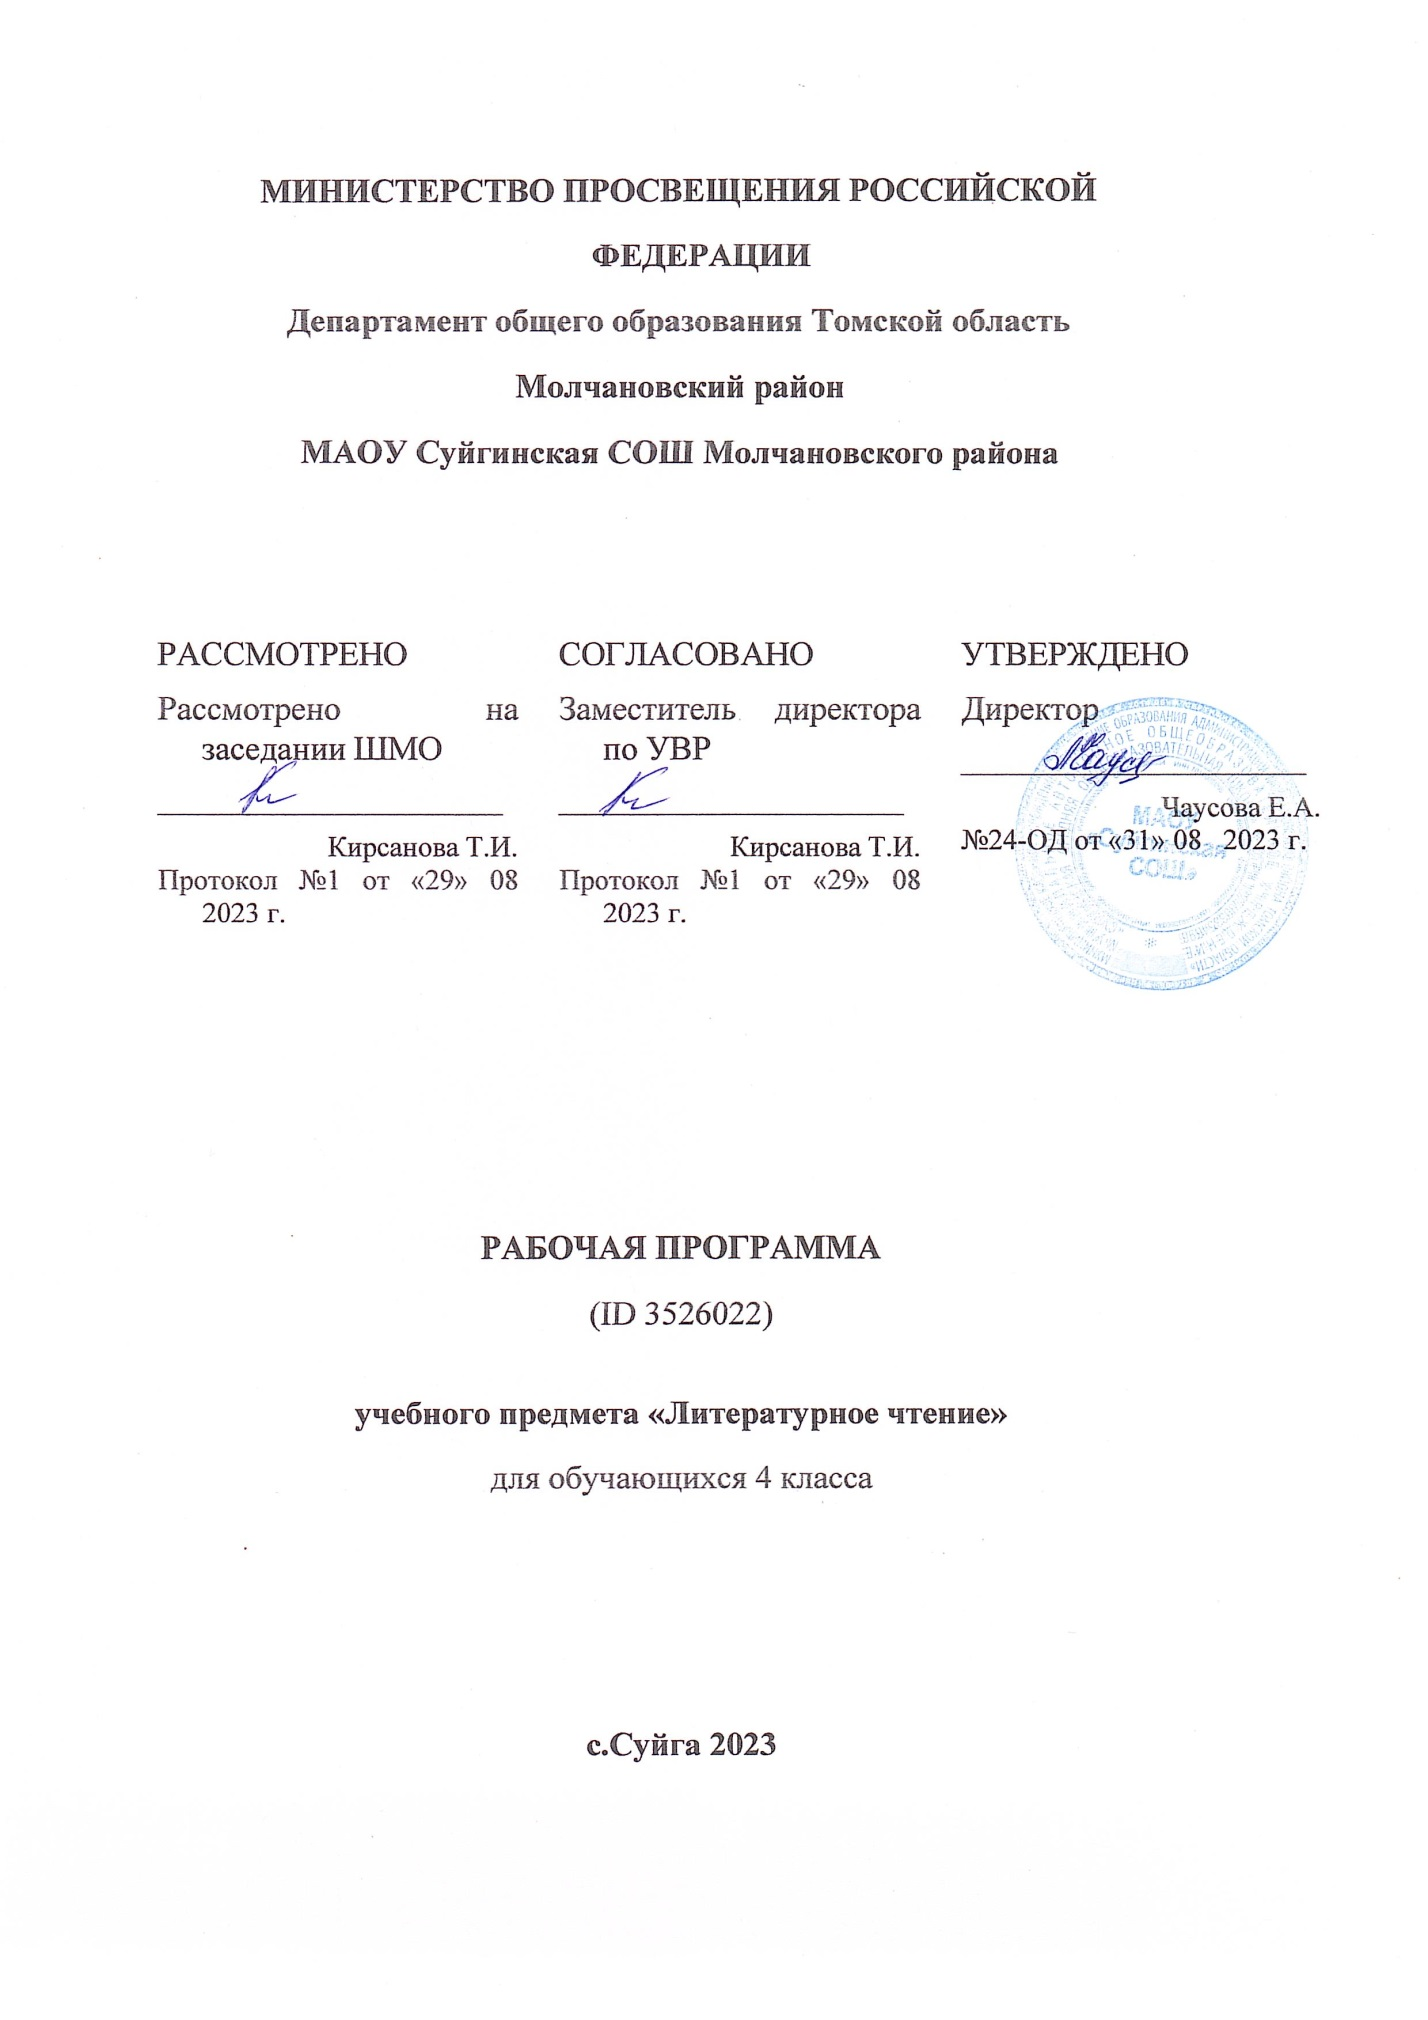 МИНИСТЕРСТВО ПРОСВЕЩЕНИЯ РОССИЙСКОЙ
ФЕДЕРАЦИИ
Департамент общего образования Томской область
Молчановский район
МАОУ Суйгинская СОШ Молчановского района
РАССМОТРЕНО
Рассмотрено на
заседании ШМО
Кирсанова Т.И.
Протокол №1 от «29» 08
2023 г.
СОГЛАСОВАНО
Заместитель директора
по УВР
Кирсанова Т.И.
Протокол №1 от «29» 08
2023 г.
УТВЕРЖДЕНО
Директор
Чаусова Е.А.
№24-ОД от «31» 08 2023 г.
МАОУ
СОШ»
РАБОЧАЯ ПРОГРАММА
(ID 3526022)
учебного предмета «Литературное чтение»
для обучающихся 4 класса
с.Суйга 2023